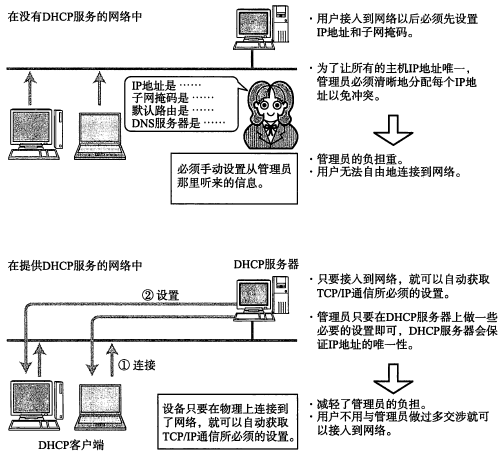 在没有DHCP服务的网络中
· 用户接入到网络以后必须先设置
IP地址和子网掩码。
· 为了让所有的主机IP地址唯一，
管理员必须清晰地分配每个IP地
址以免冲突。
IP地址是 ……
子网掩码是 ……
默认路由是 ……
DNS服务器是 ……
必须手动设置从管理员
那里听来的信息。
· 管理员的负担重。
· 用户无法自由地连接到网络。
在提供DHCP服务的网络中
DHCP服务器
② 设置
① 连接
DHCP客户端
设备只要在物理上连接到
了网络，就可以自动获取
TCP/IP通信所必须的设置。
· 只要接入到网络，就可以自动获取
TCP/IP通信所必须的设置。
· 管理员只要在DHCP服务器上做一些
必要的设置即可，DHCP服务器会保
证IP地址的唯一性。
· 减轻了管理员的负担。
· 用户不用与管理员做过多交涉就可
以接入到网络。